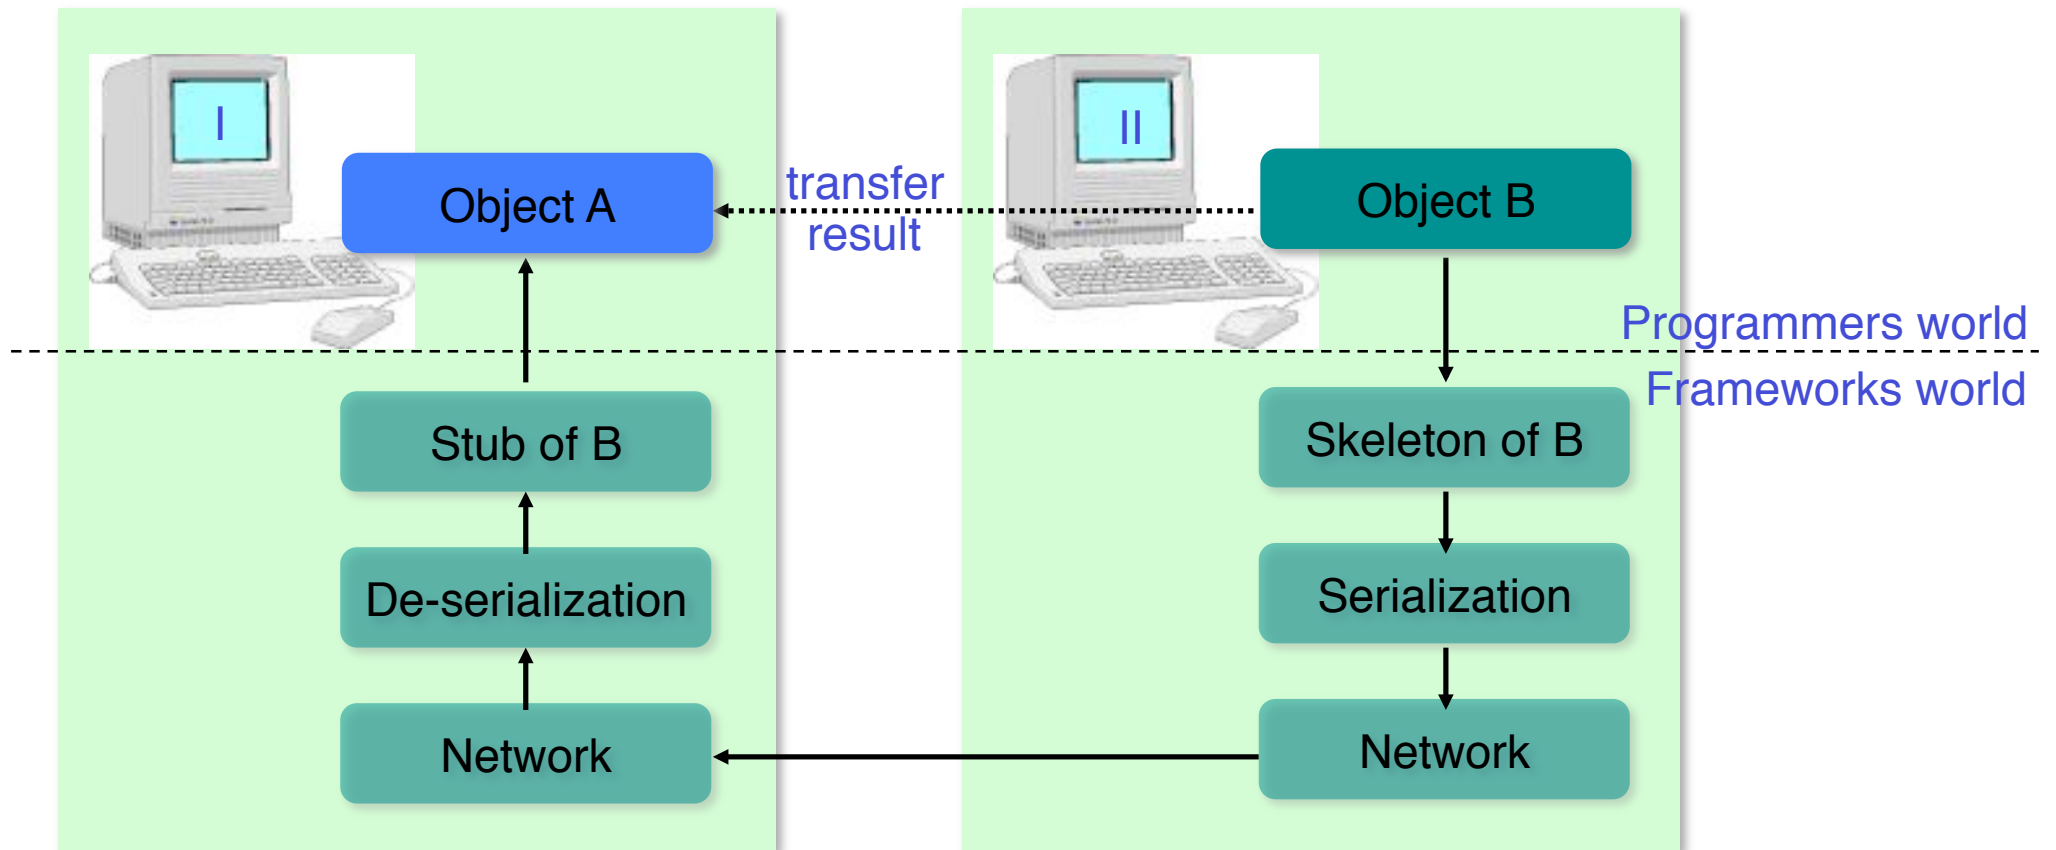 I
II
Object A
transfer
result
Object B
Programmers world
Frameworks world
Stub of B
Skeleton of B
De-serialization
Serialization
Network
Network